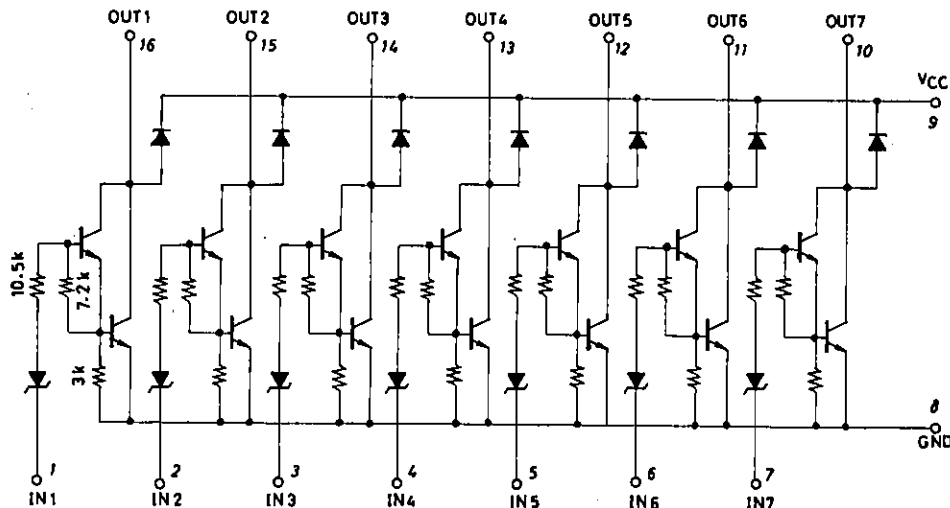 OUT1 OUT2 OUT3 OUT4 OUT5 OUT6 OUT7
16 15 14 13 12 11 10
VCC
9
10.5k
7.2k
3k
8
GND
1 2 3 4 5 6 7
IN1 IN2 IN3 IN4 IN5 IN6 IN7